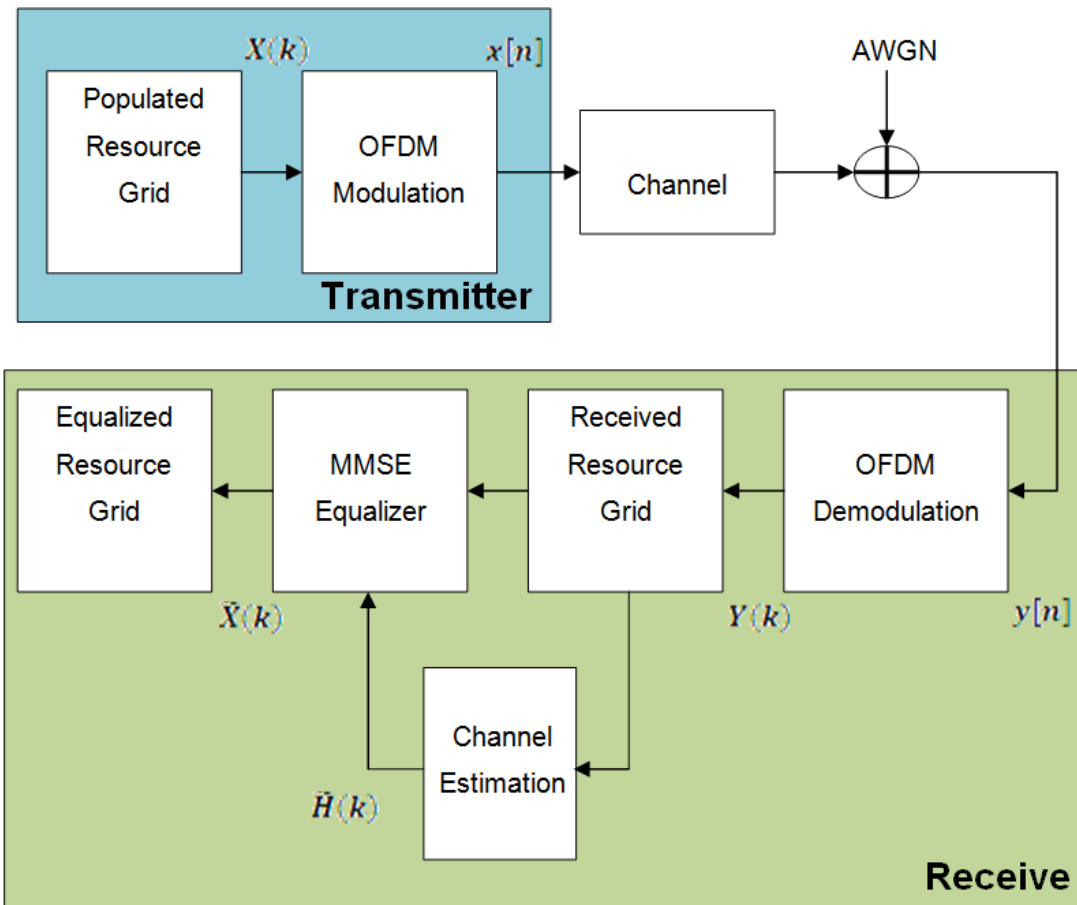 X(k)
x[n]
AWGN
Populated
Resource
Grid
OFDM
Modulation
Channel
Transmitter
Equalized
Resource
Grid
MMSE
Equalizer
Received
Resource
Grid
OFDM
Demodulation
X̃(k)
Y(k)
y[n]
Channel
Estimation
H̃(k)
Receive